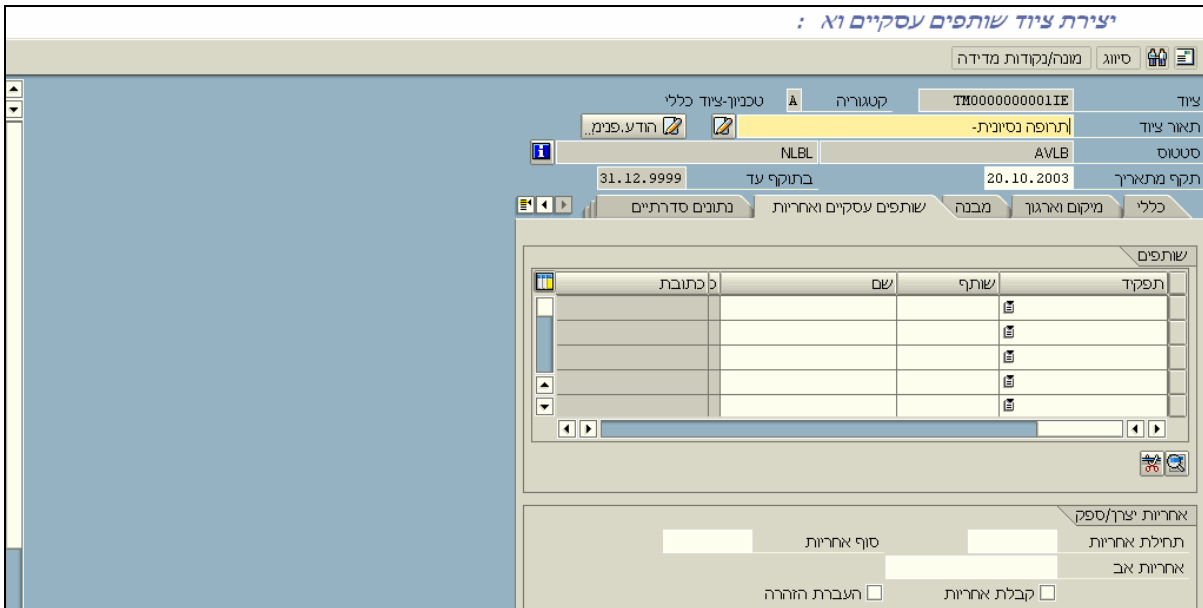 יצירת ציוד שותפים עסקיים וא :
סיווג מונה/נקודות מדידה
ציוד TM0000000001IE קטגוריה A טכניון-ציוד כללי
תאור ציוד תרופה נסיונית- הודע.פנימ..
סטטוס AVLB NLBL
תקף מתאריך 20.10.2003 בתוקף עד 31.12.9999
כללי מיקום וארגון מבנה שותפים עסקיים ואחריות נתונים סדרתיים
שותפים
תפקיד שותף שם כ כתובת
אחריות יצרן/ספק
תחילת אחריות סוף אחריות
אחריות אב
קבלת אחריות העברת הזהרה